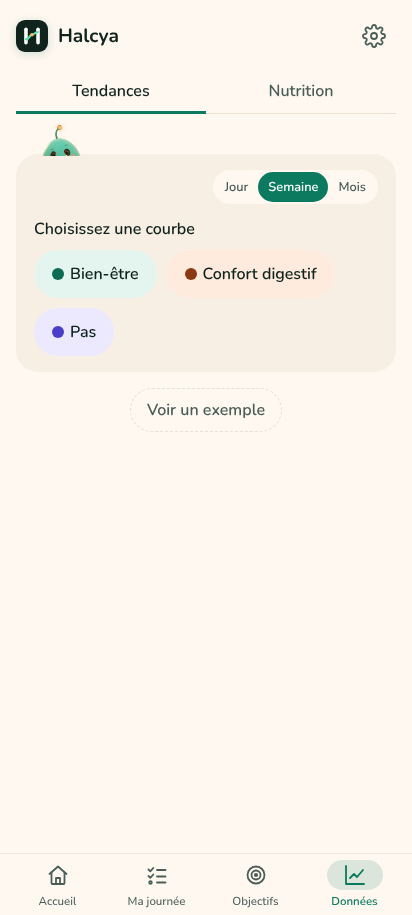 Halcya
Tendances
Nutrition
Jour
Semaine
Mois
Choisissez une courbe
Bien-être
Confort digestif
Pas
Voir un exemple
Accueil
Ma journée
Objectifs
Données